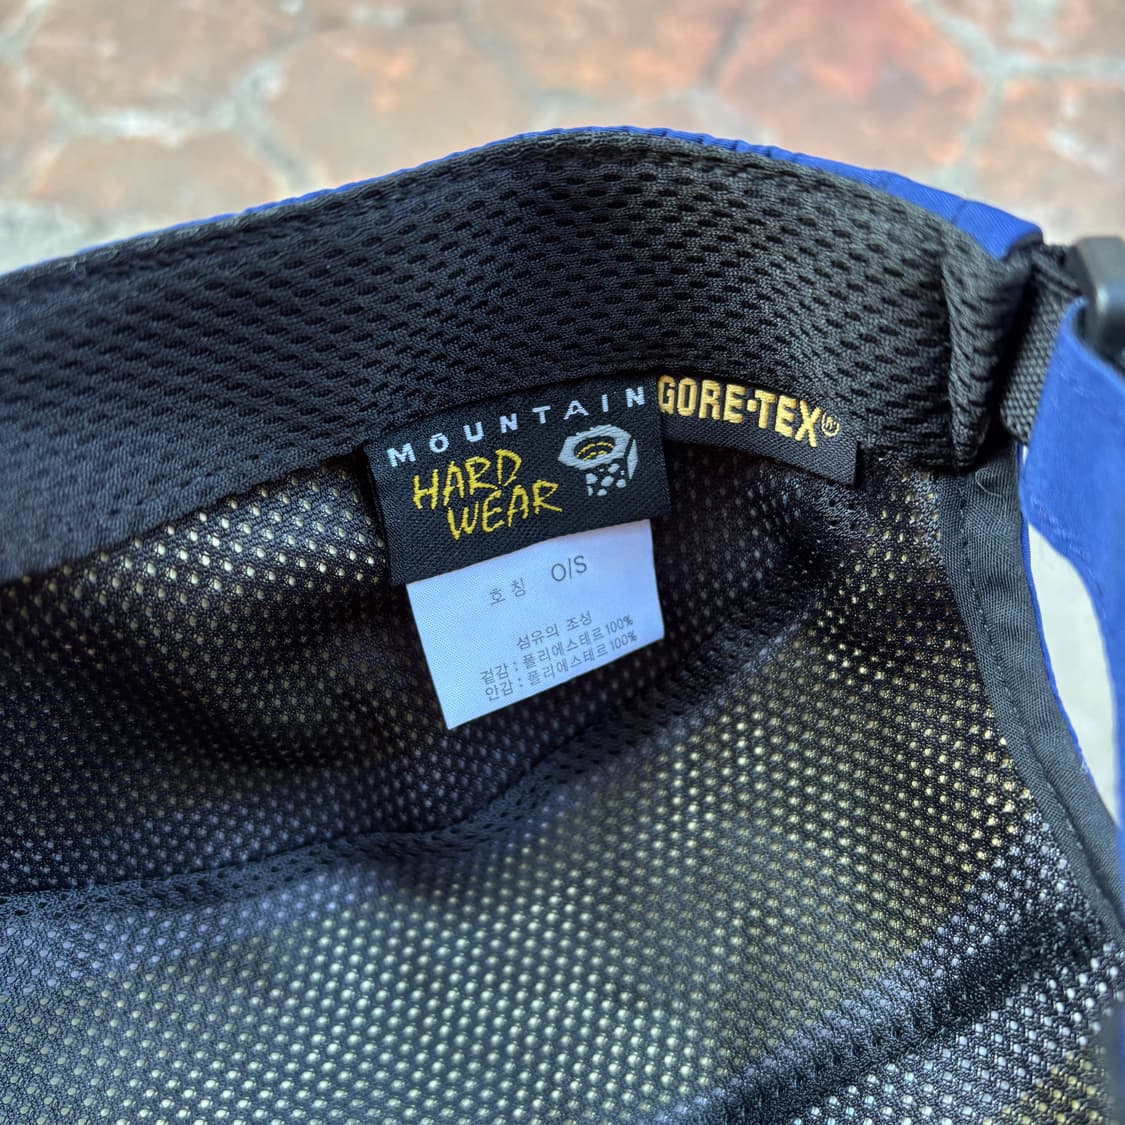 MOUNTAIN
HARD
WEAR
GORE-TEX®
호칭 O/S
섬유의 조성
겉감 : 폴리에스테르 100%
안감 : 폴리에스테르 100%